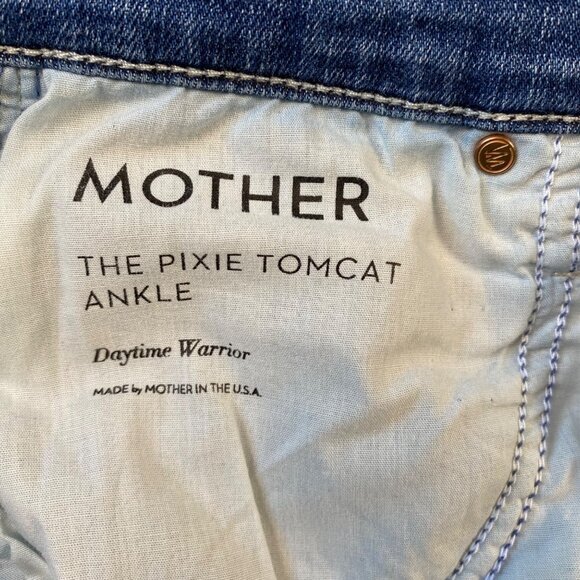 MOTHER
THE PIXIE TOMCAT
ANKLE
Daytime Warrior
MADE by MOTHER IN THE U.S.A.